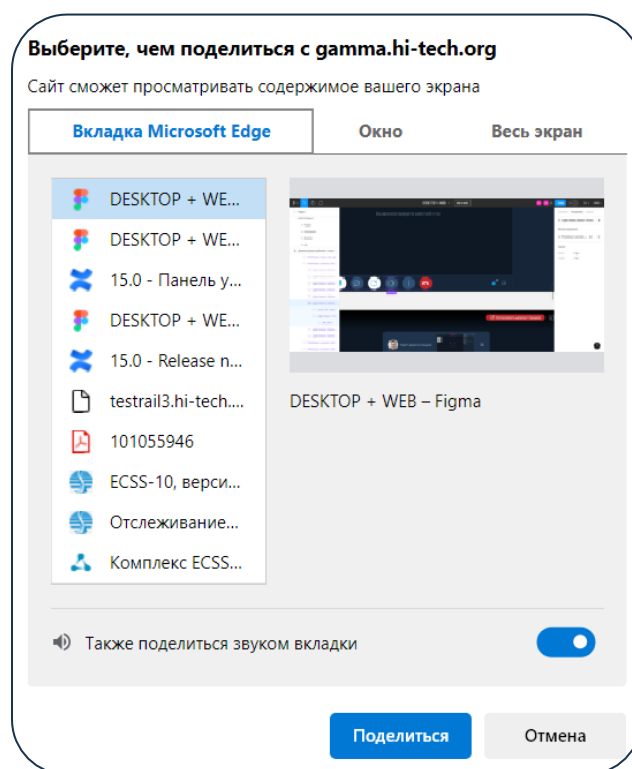 Выберите, чем поделиться с gamma.hi-tech.org
Сайт сможет просматривать содержимое вашего экрана
Вкладка Microsoft Edge
Окно
Весь экран
DESKTOP + WE...
DESKTOP + WE...
15.0 - Панель у...
DESKTOP + WE...
15.0 - Release n...
testrail3.hi-tech....
101055946
ECSS-10, верси...
Отслеживание...
Комплекс ECSS...
DESKTOP + WEB – Figma
Также поделиться звуком вкладки
Поделиться
Отмена